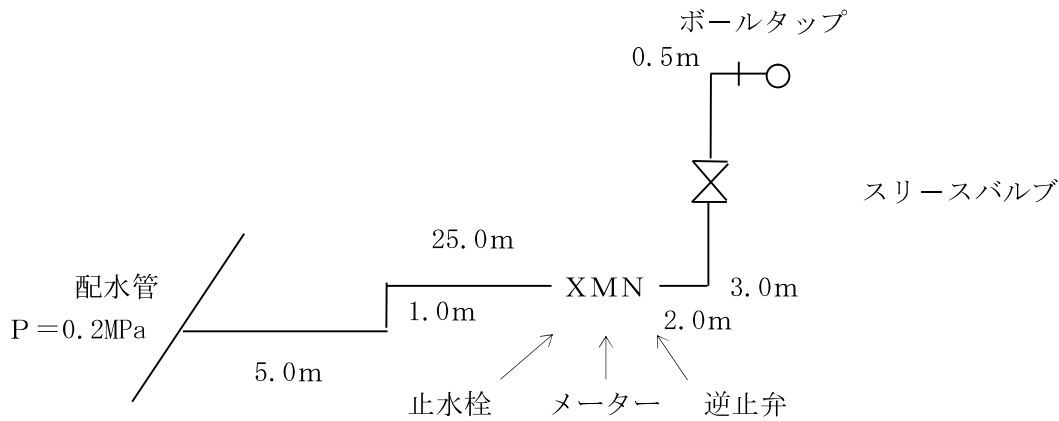 ボールタップ
0.5m
スリースバルブ
25.0m
配水管
XMN
3.0m
1.0m
2.0m
P=0.2MPa
5.0m
止水栓
メーター
逆止弁